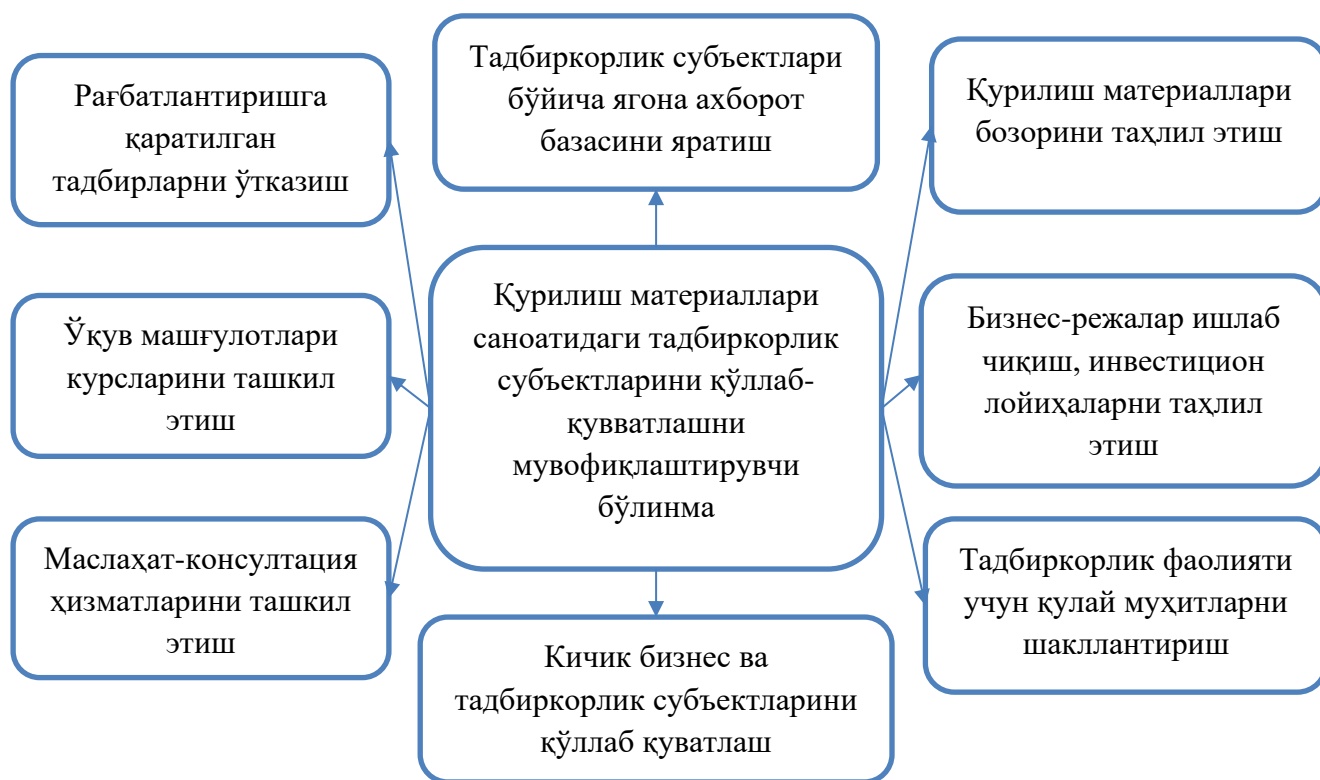 Рағбатлантиришга
қаратилган
тадбирларни ўтказиш
Тадбиркорлик субъектлари
бўйича ягона ахборот
базасини яратиш
Қурилиш материаллари
бозорини таҳлил этиш
Ўқув машғулотлари
курсларини ташкил
этиш
Қурилиш материаллари
саноатидаги тадбиркорлик
субъектларини қўллаб-
қувватлашни
мувофиқлаштирувчи
бўлинма
Бизнес-режалар ишлаб
чиқиш, инвестицион
лойиҳаларни таҳлил
этиш
Маслаҳат-консултация
ҳизматларини ташкил
этиш
Кичик бизнес ва
тадбиркорлик субъектларини
қўллаб қуватлаш
Тадбиркорлик фаолияти
учун қулай муҳитларни
шакллантириш